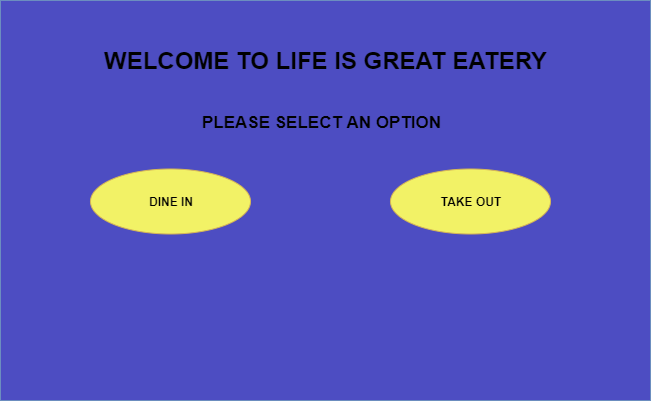 WELCOME TO LIFE IS GREAT EATERY
PLEASE SELECT AN OPTION
DINE IN
TAKE OUT